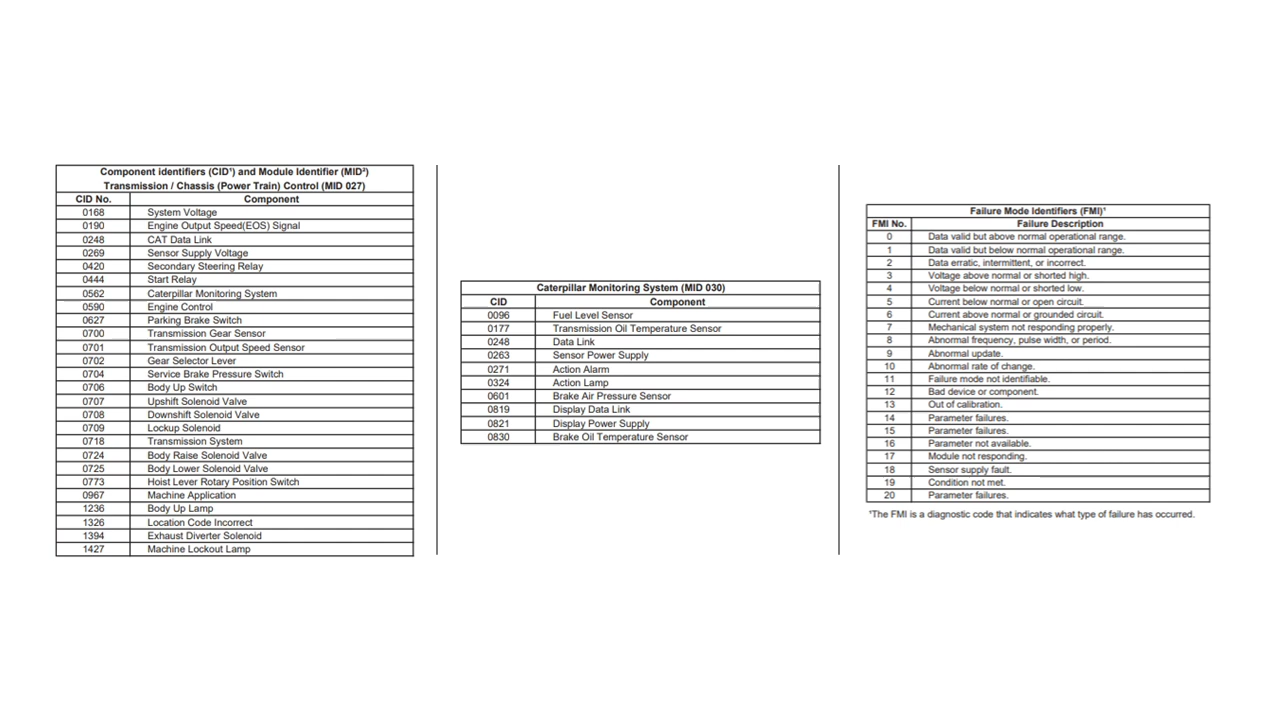 Component identifiers (CID¹) and Module Identifier (MID²)
Transmission / Chassis (Power Train) Control (MID 027)
CID No. Component
0168 System Voltage
0190 Engine Output Speed(EOS) Signal
0248 CAT Data Link
0269 Sensor Supply Voltage
0420 Secondary Steering Relay
0444 Start Relay
0562 Caterpillar Monitoring System
0590 Engine Control
0627 Parking Brake Switch
0700 Transmission Gear Sensor
0701 Transmission Output Speed Sensor
0702 Gear Selector Lever
0704 Service Brake Pressure Switch
0706 Body Up Switch
0707 Upshift Solenoid Valve
0708 Downshift Solenoid Valve
0709 Lockup Solenoid
0718 Transmission System
0724 Body Raise Solenoid Valve
0725 Body Lower Solenoid Valve
0773 Hoist Lever Rotary Position Switch
0967 Machine Application
1236 Body Up Lamp
1326 Location Code Incorrect
1394 Exhaust Diverter Solenoid
1427 Machine Lockout Lamp
Caterpillar Monitoring System (MID 030)
CID Component
0096 Fuel Level Sensor
0177 Transmission Oil Temperature Sensor
0248 Data Link
0263 Sensor Power Supply
0271 Action Alarm
0324 Action Lamp
0601 Brake Air Pressure Sensor
0819 Display Data Link
0821 Display Power Supply
0830 Brake Oil Temperature Sensor
Failure Mode Identifiers (FMI)¹
FMI No. Failure Description
0 Data valid but above normal operational range.
1 Data valid but below normal operational range.
2 Data erratic, intermittent, or incorrect.
3 Voltage above normal or shorted high.
4 Voltage below normal or shorted low.
5 Current below normal or open circuit.
6 Current above normal or grounded circuit.
7 Mechanical system not responding properly.
8 Abnormal frequency, pulse width, or period.
9 Abnormal update.
10 Abnormal rate of change.
11 Failure mode not identifiable.
12 Bad device or component.
13 Out of calibration.
14 Parameter failures.
15 Parameter failures.
16 Parameter not available.
17 Module not responding.
18 Sensor supply fault.
19 Condition not met.
20 Parameter failures.
¹The FMI is a diagnostic code that indicates what type of failure has occurred.